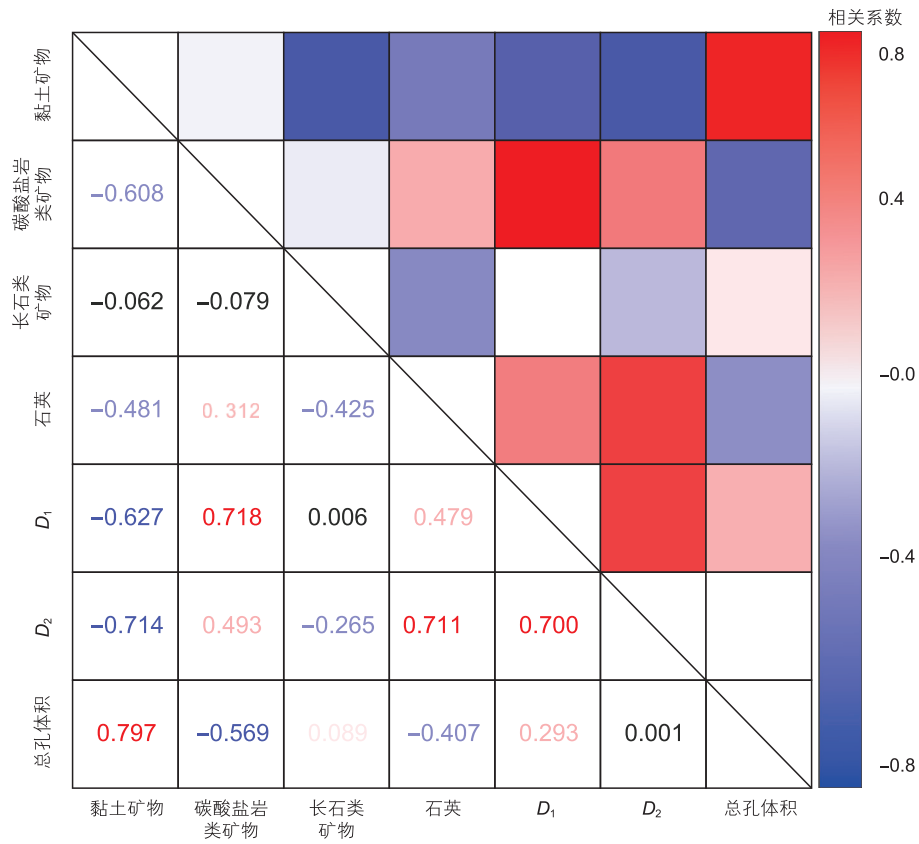 相关系数
黏土矿物
0.8
碳酸盐岩
类矿物
−0.608
0.4
长石类
矿物
−0.062
−0.079
−0.0
石英
−0.481
0.312
−0.425
−0.4
D1
−0.627
0.718
0.006
0.479
D2
−0.714
0.493
−0.265
0.711
0.700
总孔体积
0.797
−0.569
0.089
−0.407
0.293
0.001
−0.8
黏土矿物
碳酸盐岩
类矿物
长石类
矿物
石英
D1
D2
总孔体积